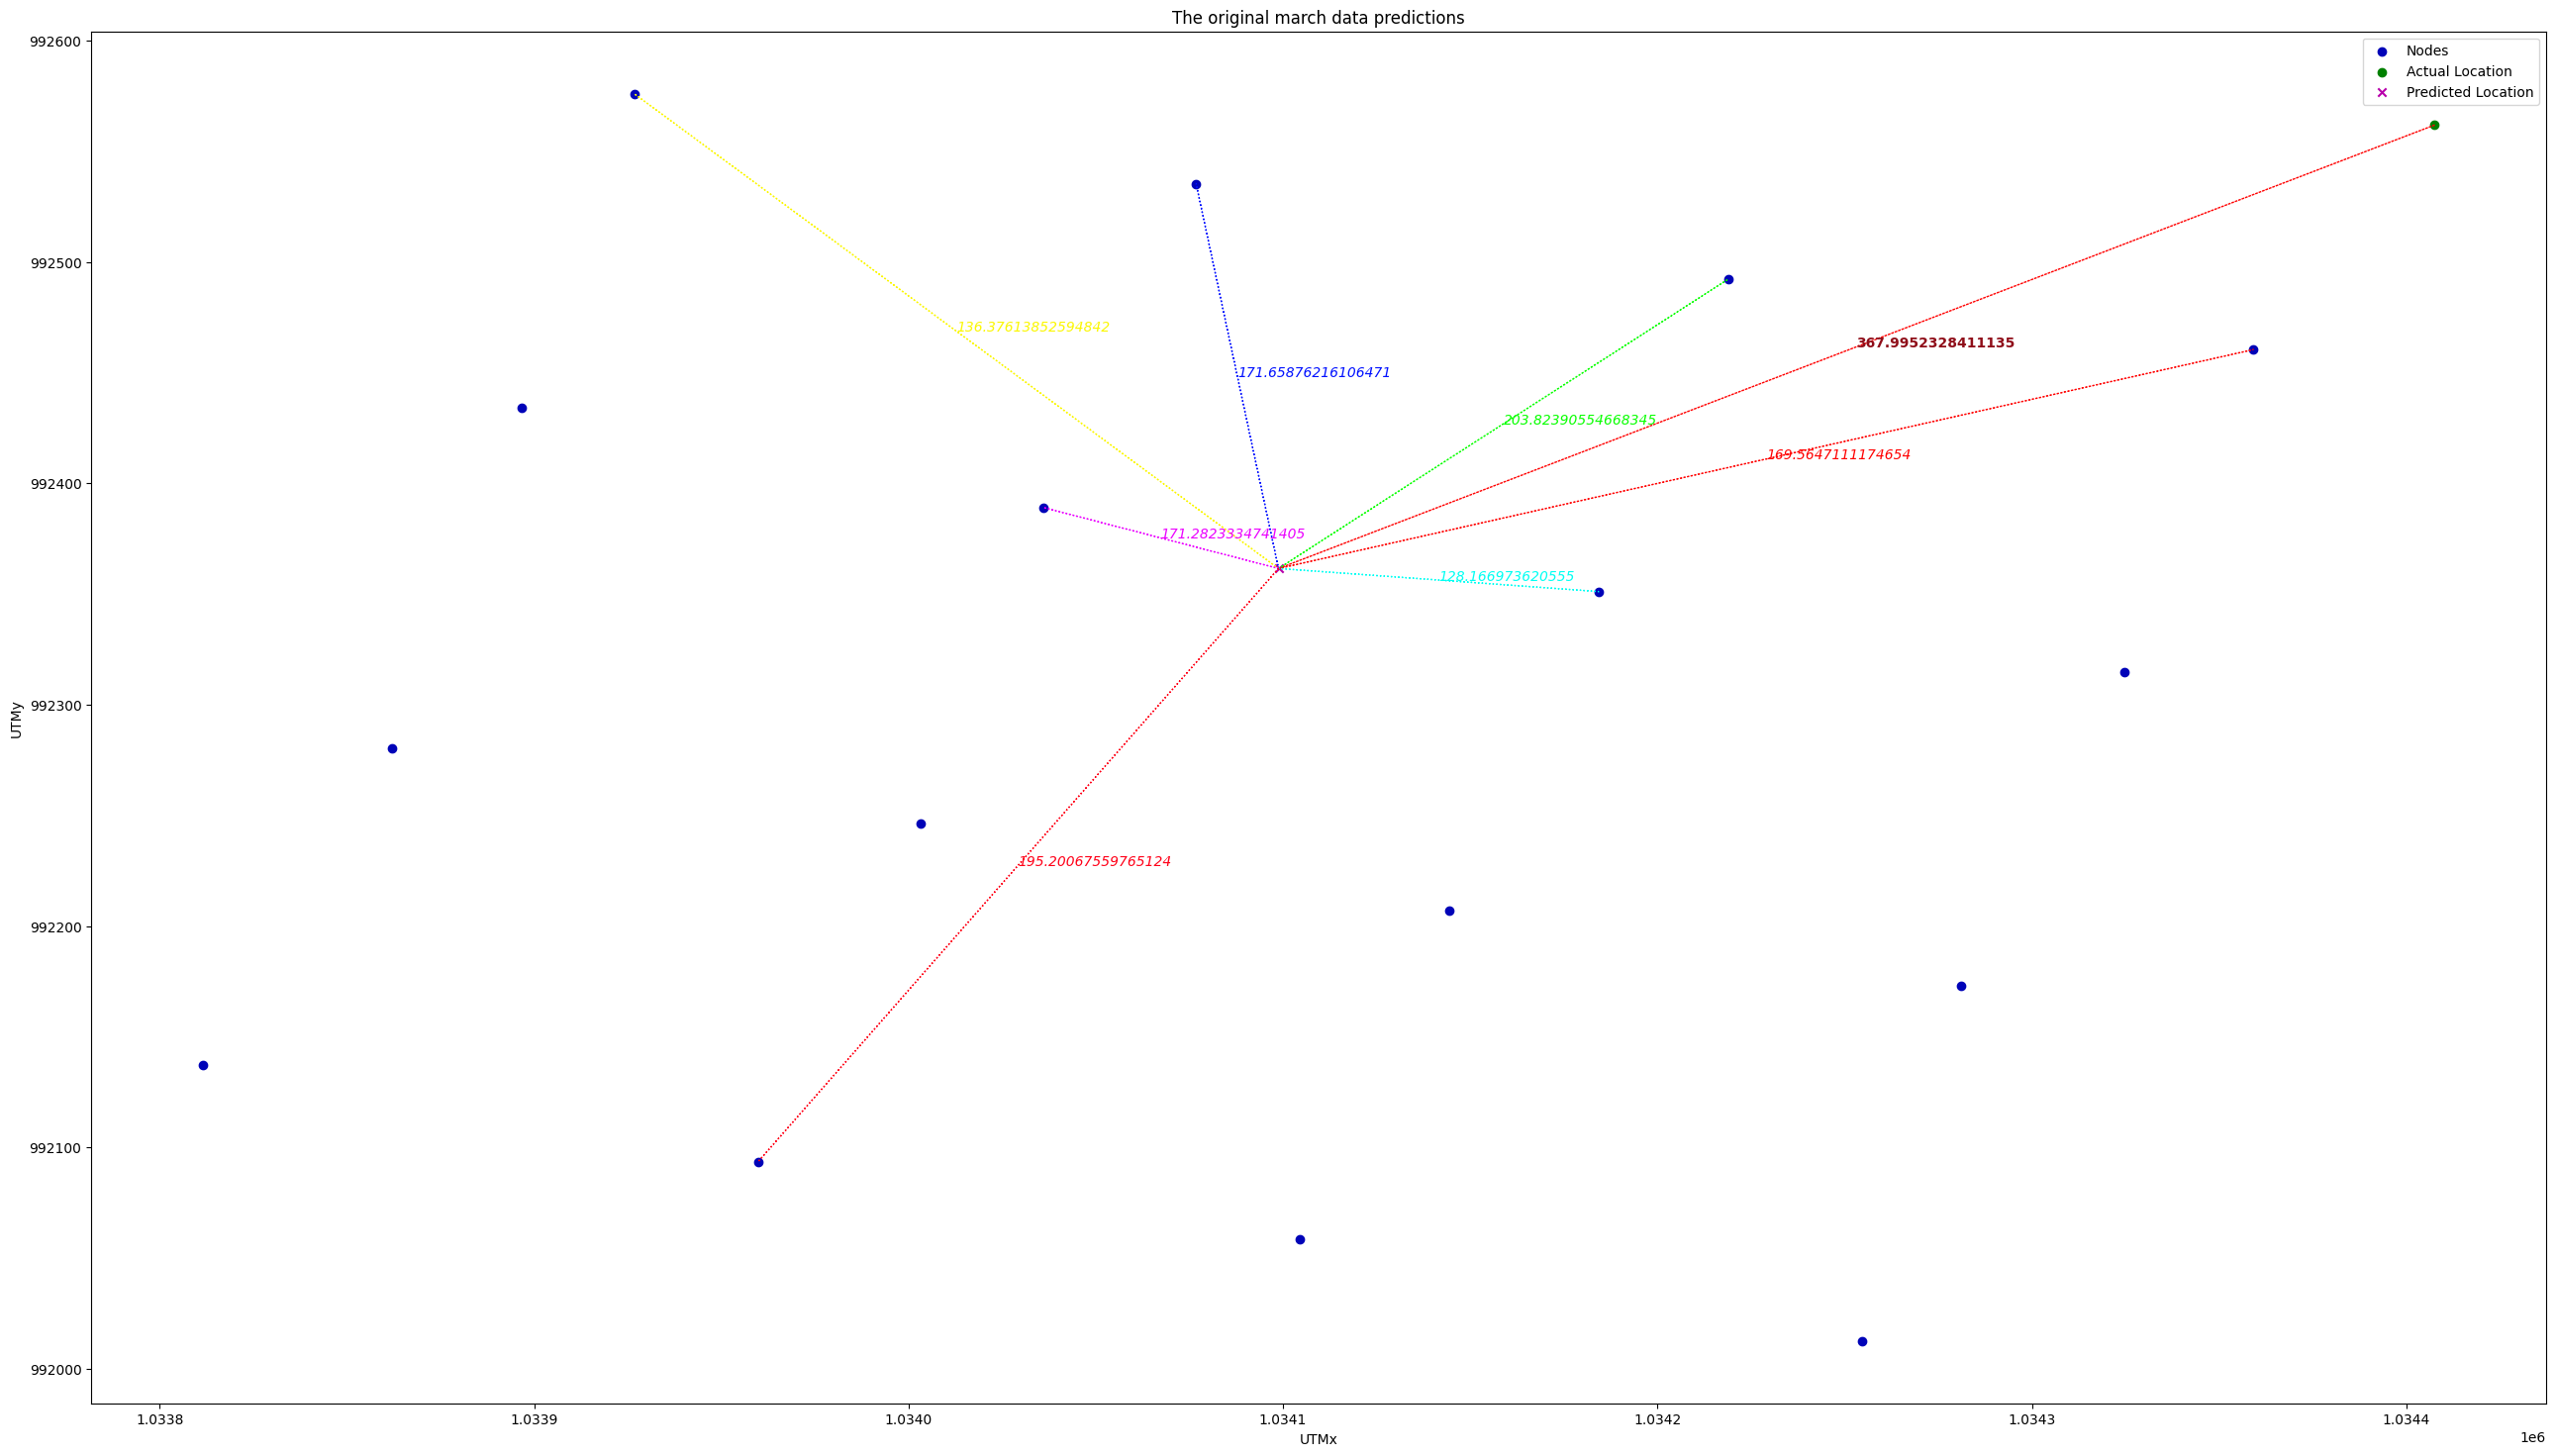 The original march data predictions
992600
992500
992400
992300
992200
992100
992000
UTMy
Nodes
Actual Location
Predicted Location
136.37613852594842
367.9952328411135
171.65876216106471
203.82390554668345
169.5647111174654
171.2823334741405
128.166973620555
195.20067559765124
1.0338 1.0339 1.0340 1.0341 1.0342 1.0343 1.0344
UTMx
1e6